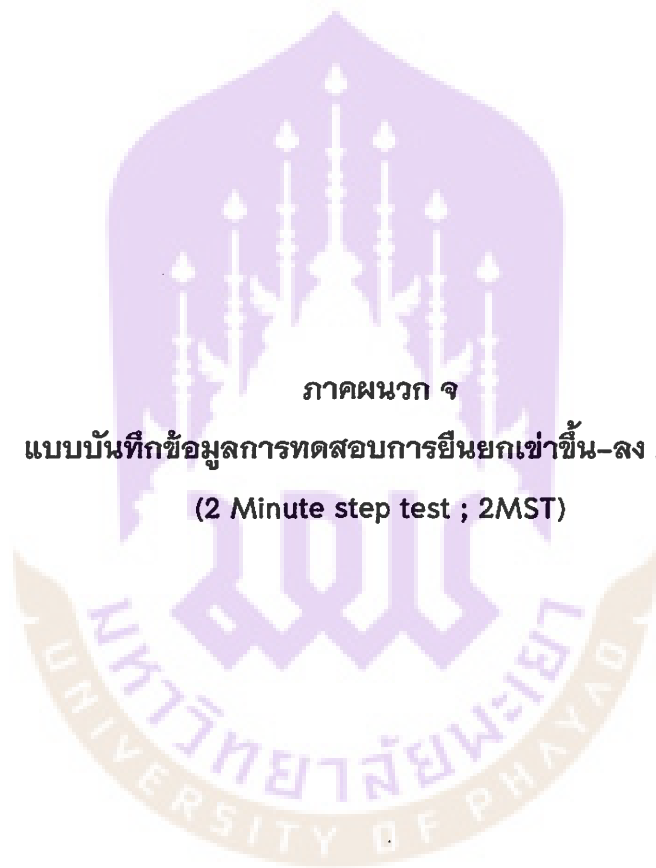 ภาคผนวก จ
แบบบันทึกข้อมูลการทดสอบการยืนยกเข่าขึ้น-ลง
(2 Minute step test ; 2MST)
มหาวิทยาลัยพะเยา
UNIVERSITY OF PHAYAO